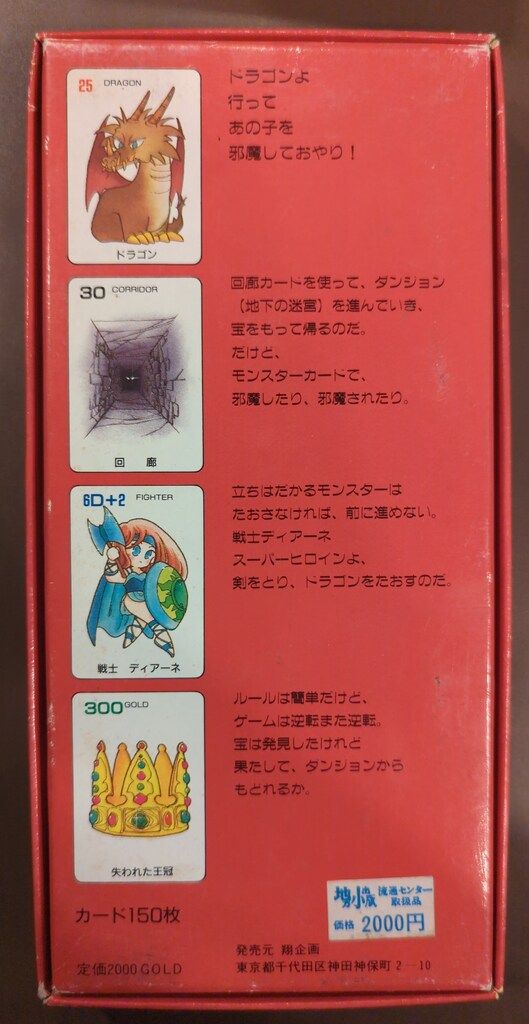 25 DRAGON
ドラゴン
ドラゴンよ
行って
あの子を
邪魔しておやり！
30 CORRIDOR
回廊
回廊カードを使って、ダンジョン
（地下の迷宮）を進んでいき、
宝をもって帰るのだ。
だけど、
モンスターカードで、
邪魔したり、邪魔されたり。
6D+2 FIGHTER
戦士 ディアーネ
立ちはだかるモンスターは
たおさなければ、前に進めない。
戦士ディアーネ
スーパーヒロインよ、
剣をとり、ドラゴンをたおすのだ。
300 GOLD
失われた王冠
ルールは簡単だけど、
ゲームは逆転また逆転。
宝は発見したけれど
果たして、ダンジョンから
もどれるか。
カード150枚
定価2000GOLD
地方小出版 流通センター
取扱品
価格 2000円
発売元 翔企画
東京都千代田区神田神保町2－10